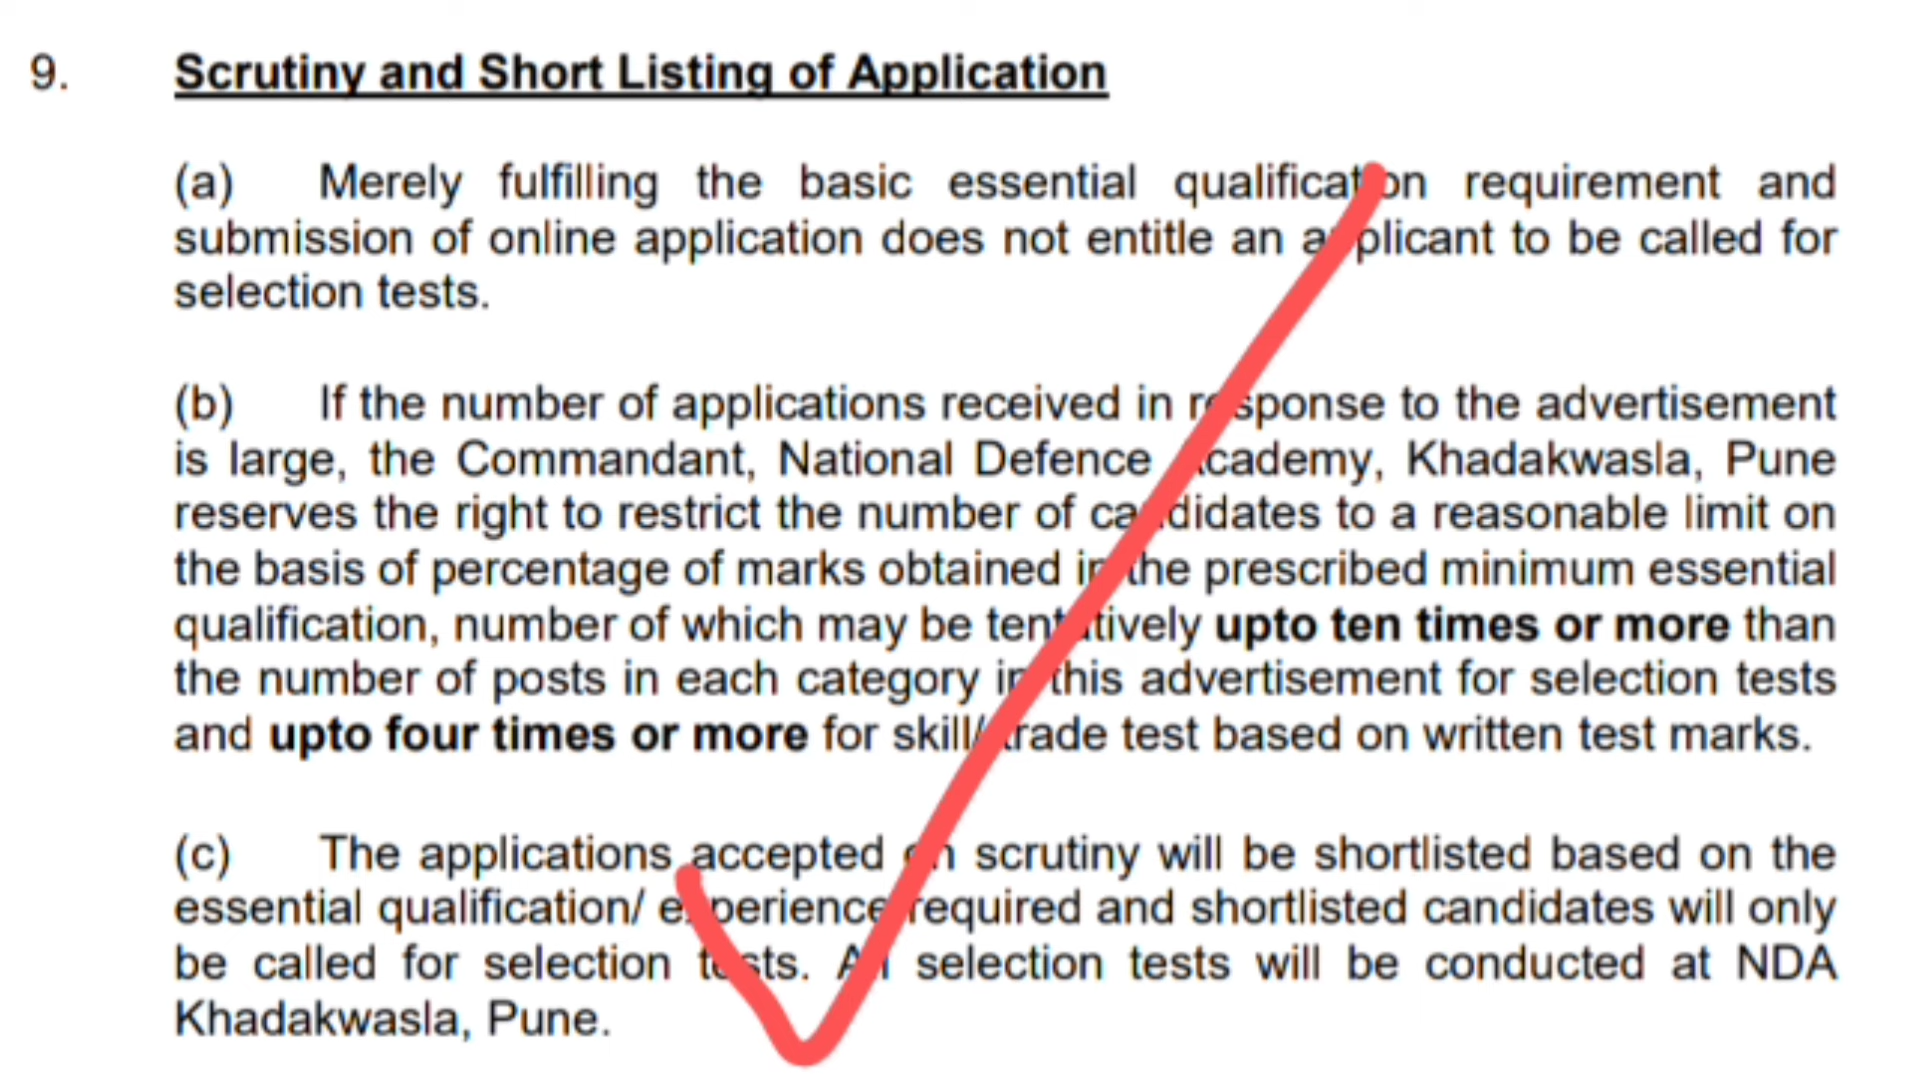 9. Scrutiny and Short Listing of Application
(a) Merely fulfilling the basic essential qualification requirement and
submission of online application does not entitle an applicant to be called for
selection tests.
(b) If the number of applications received in response to the advertisement
is large, the Commandant, National Defence Academy, Khadakwasla, Pune
reserves the right to restrict the number of candidates to a reasonable limit on
the basis of percentage of marks obtained in the prescribed minimum essential
qualification, number of which may be tentatively upto ten times or more than
the number of posts in each category in this advertisement for selection tests
and upto four times or more for skill/ trade test based on written test marks.
(c) The applications accepted on scrutiny will be shortlisted based on the
essential qualification/ experience required and shortlisted candidates will only
be called for selection tests. All selection tests will be conducted at NDA
Khadakwasla, Pune.